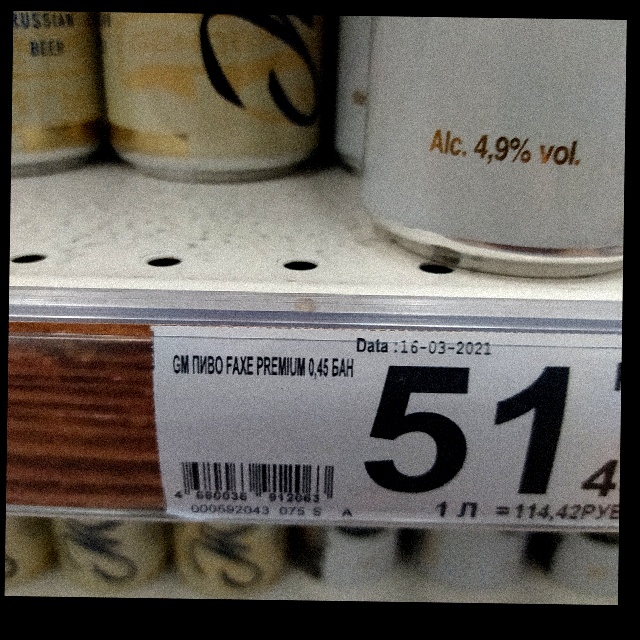 RUSSIAN
BEER
Alc. 4,9% vol.
Data : 16-03-2021
GM ПИВО FAXE PREMIUM 0,45 БАН
51
4
000592043 075 S A
1 Л =114,42РУБ